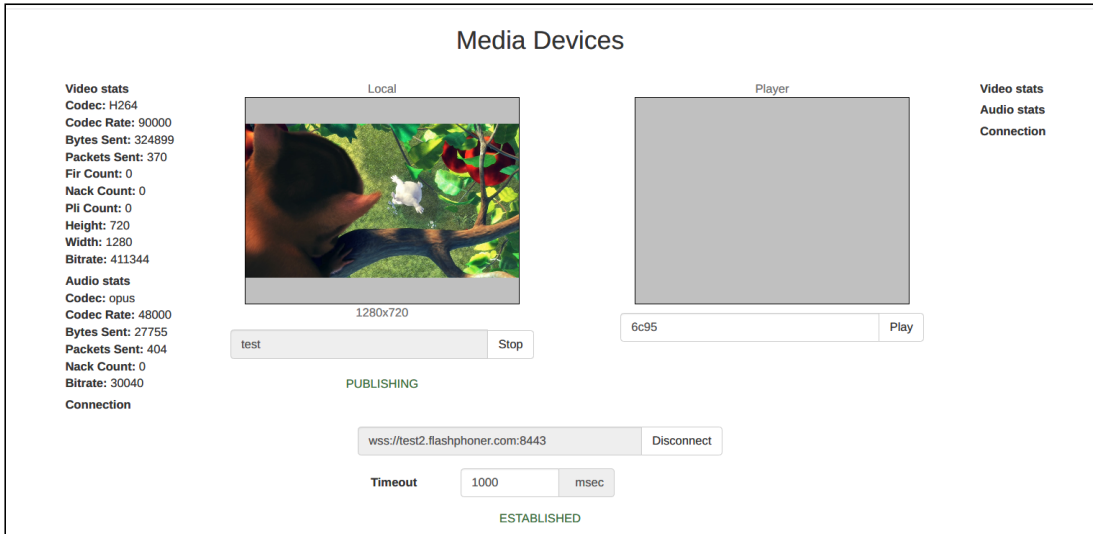 Media Devices
Video stats
Codec: H264
Codec Rate: 90000
Bytes Sent: 324899
Packets Sent: 370
Fir Count: 0
Nack Count: 0
Pli Count: 0
Height: 720
Width: 1280
Bitrate: 411344
Audio stats
Codec: opus
Codec Rate: 48000
Bytes Sent: 27755
Packets Sent: 404
Nack Count: 0
Bitrate: 30040
Connection
Local
1280x720
test Stop
PUBLISHING
Player
6c95 Play
Video stats
Audio stats
Connection
wss://test2.flashphoner.com:8443 Disconnect
Timeout 1000 msec
ESTABLISHED